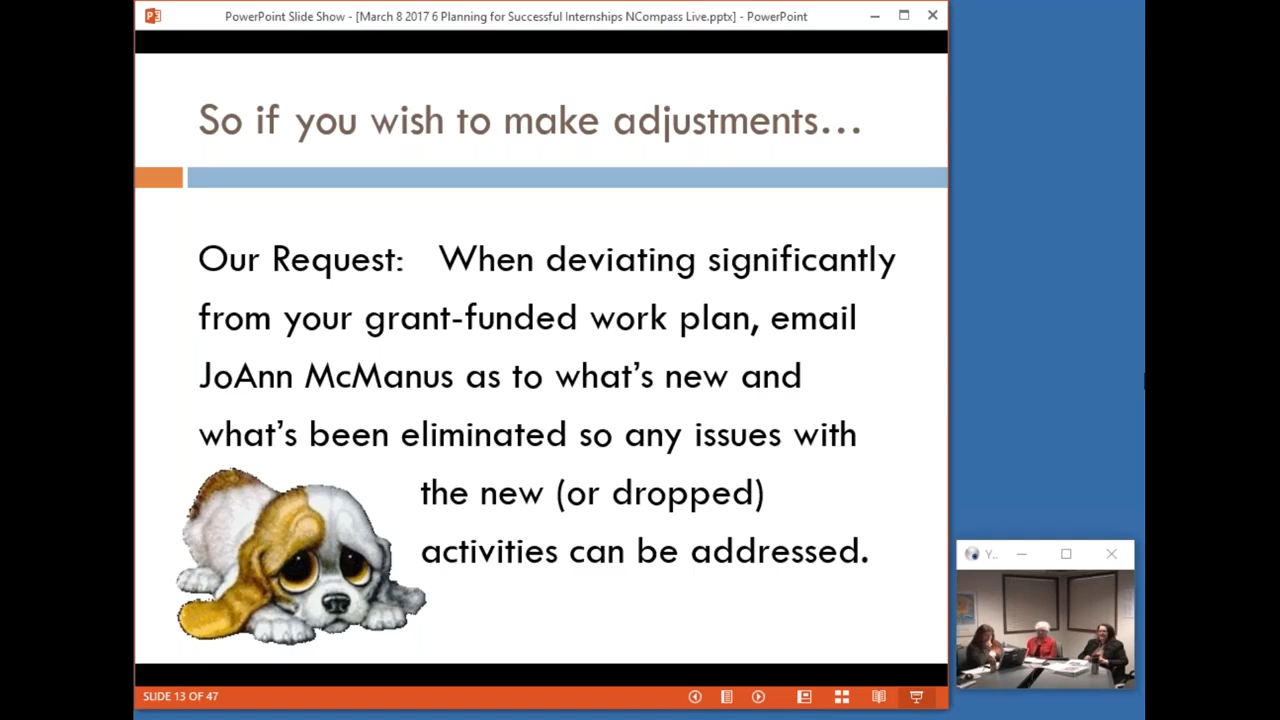 PowerPoint Slide Show - [March 8 2017 6 Planning for Successful Internships NCompass Live.pptx] - PowerPoint
So if you wish to make adjustments…
Our Request: When deviating significantly
from your grant-funded work plan, email
JoAnn McManus as to what's new and
what's been eliminated so any issues with
the new (or dropped)
activities can be addressed.
Y...
SLIDE 13 OF 47